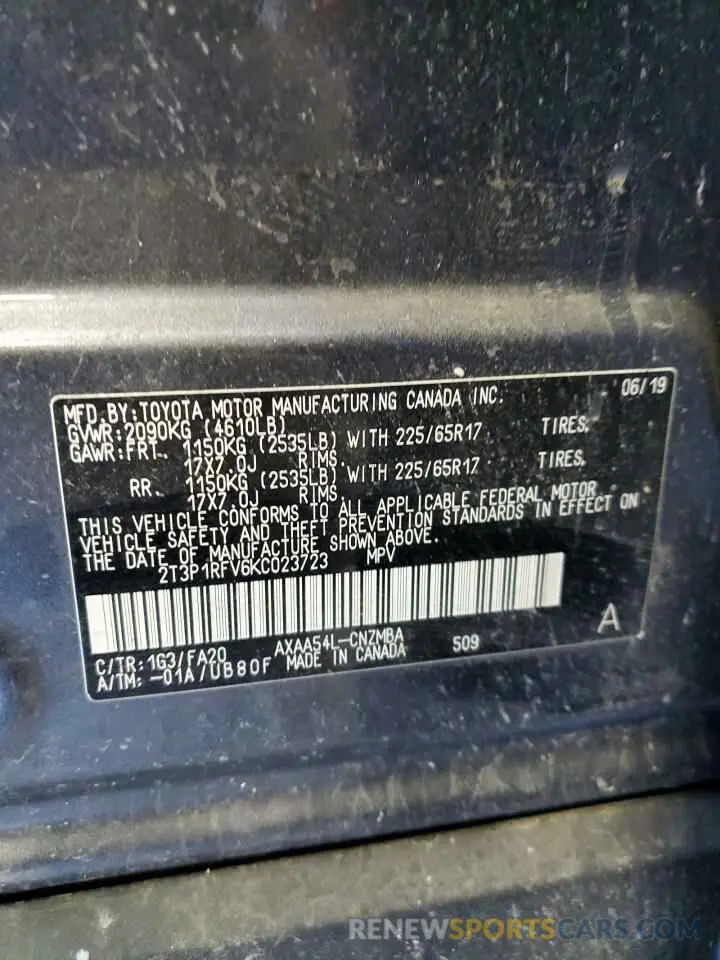 MFD.BY:TOYOTA MOTOR MANUFACTURING CANADA INC. 06/19
GVWR:2090KG (4610LB)
GAWR:FRT. 1150KG (2535LB) WITH 225/65R17 TIRES,
17X7.0J RIMS.
RR. 1150KG (2535LB) WITH 225/65R17 TIRES,
17X7.0J RIMS.
THIS VEHICLE CONFORMS TO ALL APPLICABLE FEDERAL MOTOR
VEHICLE SAFETY AND THEFT PREVENTION STANDARDS IN EFFECT ON
THE DATE OF MANUFACTURE SHOWN ABOVE.
2T3P1RFV6KC023723 MPV
A
C/TR:1G3/FA20 AXAA54L-CNZMBA 509
A/TM:-01A/UB80F MADE IN CANADA
RENEWSPORTSCARS.COM